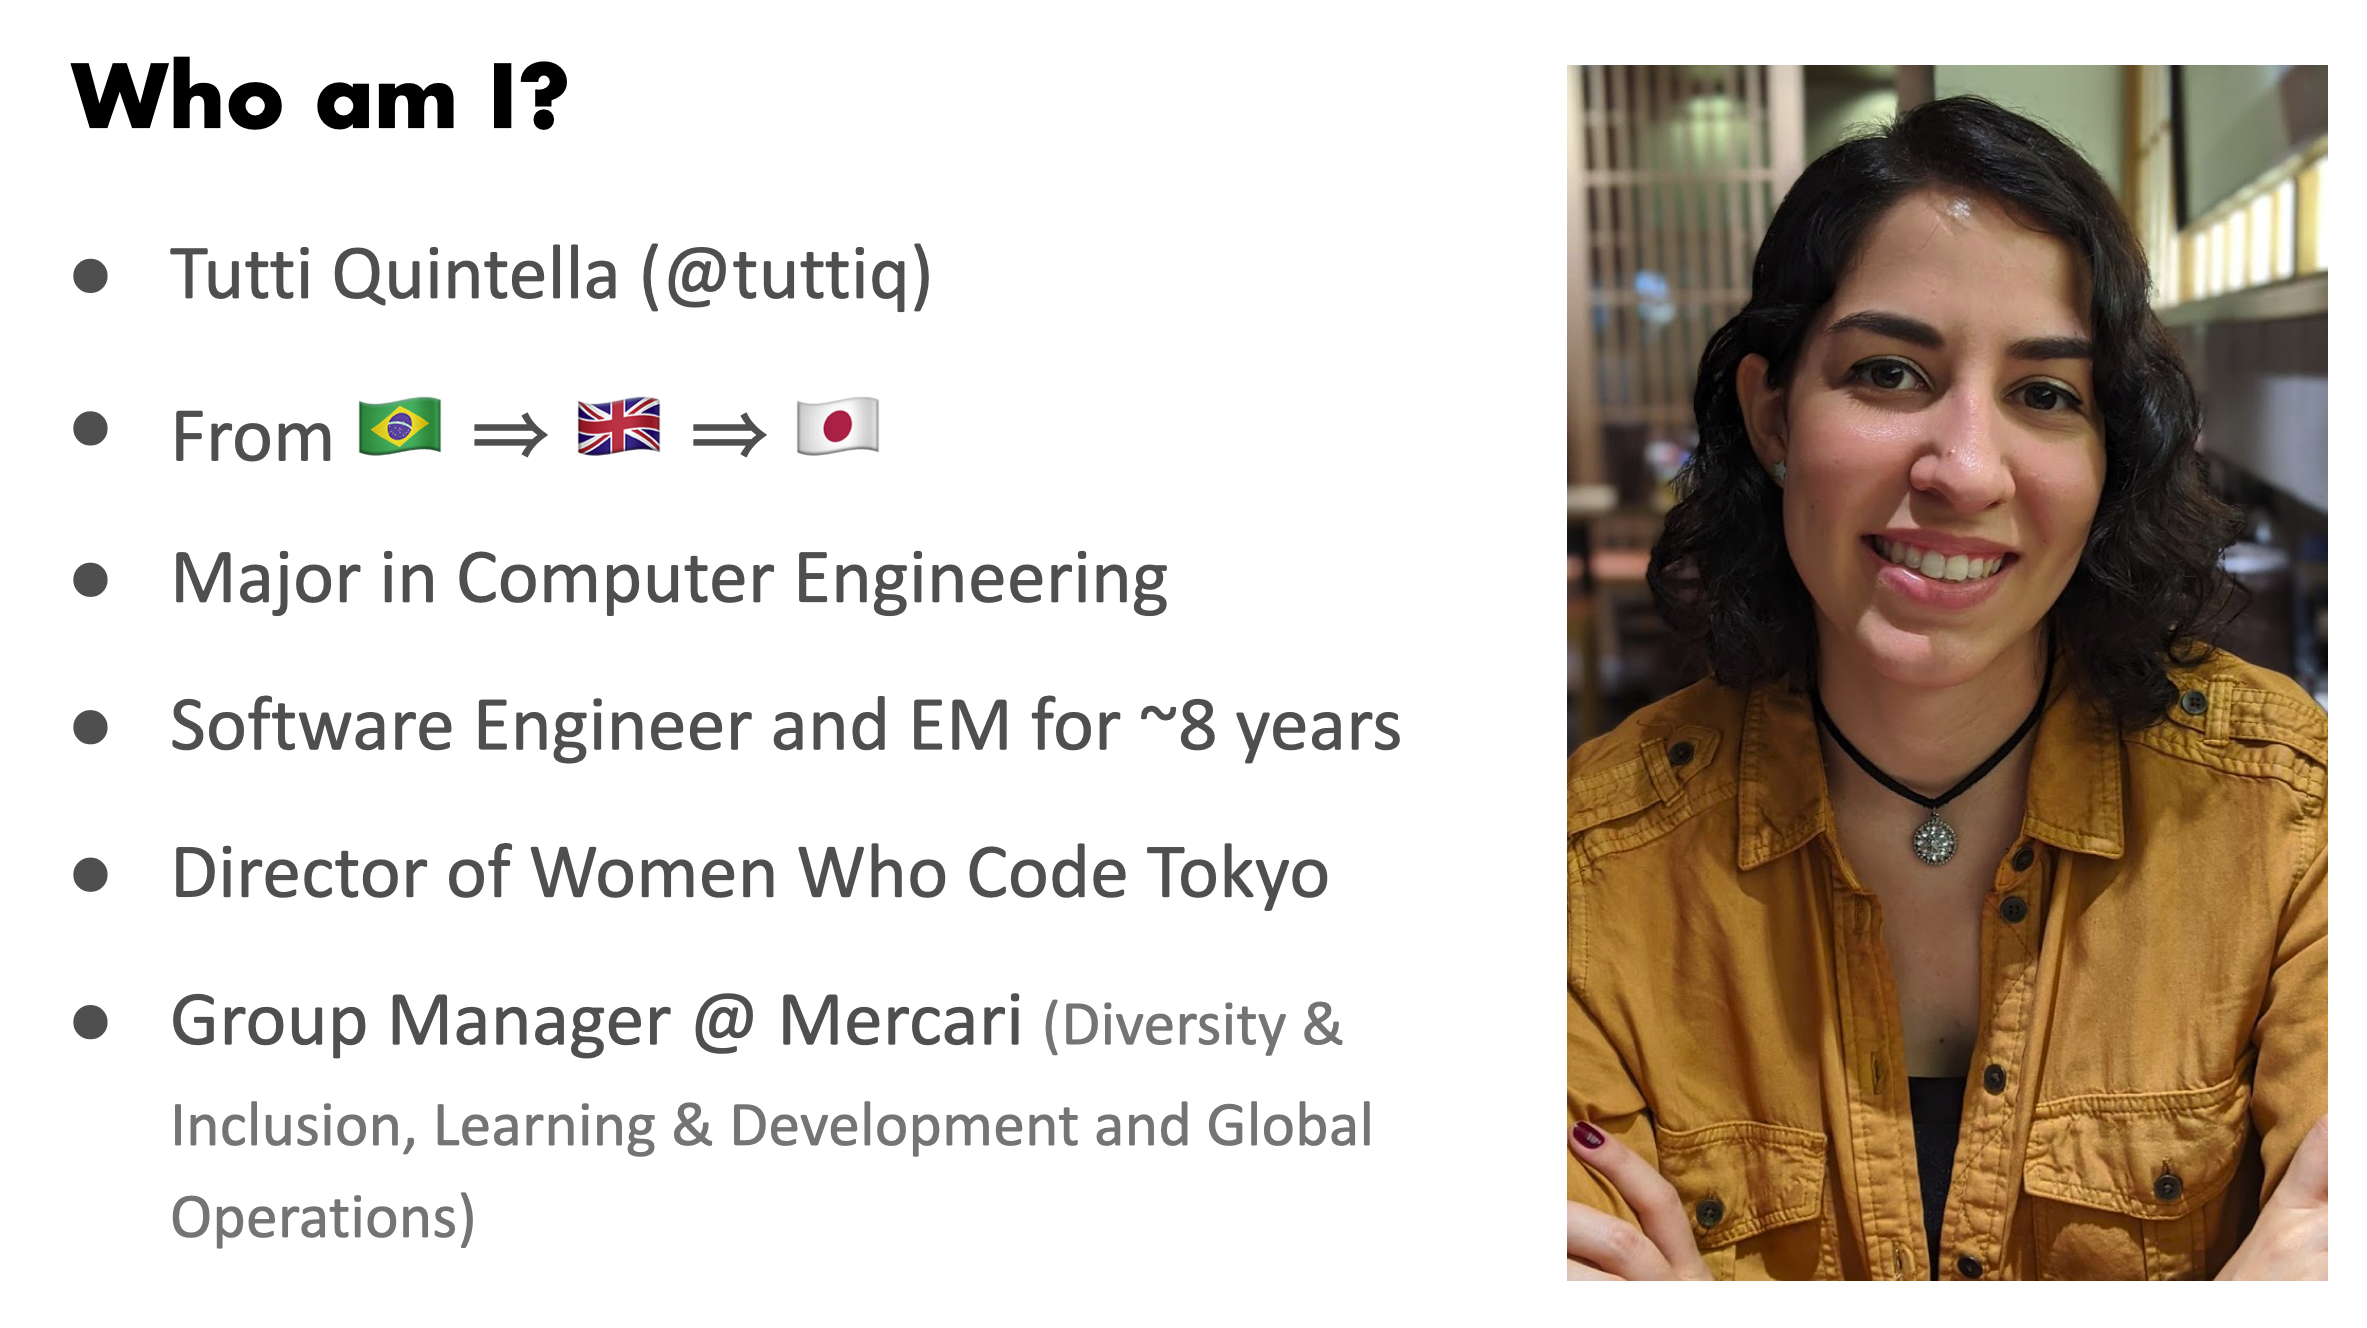 Who am I?
● Tutti Quintella (@tuttiq)
● From 🇧🇷 ⇒ 🇬🇧 ⇒ 🇯🇵
● Major in Computer Engineering
● Software Engineer and EM for ~8 years
● Director of Women Who Code Tokyo
● Group Manager @ Mercari (Diversity &
Inclusion, Learning & Development and Global
Operations)